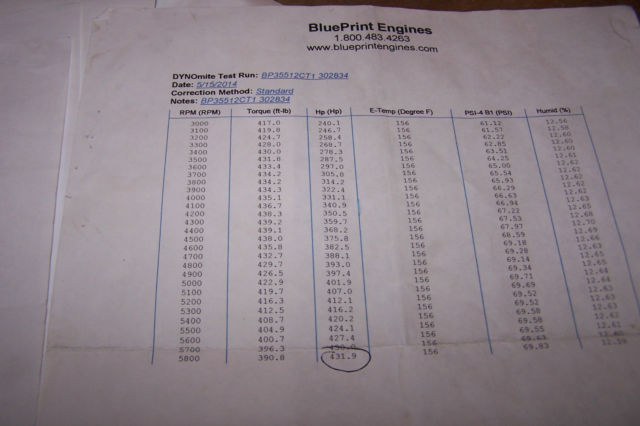 BluePrint Engines
1.800.483.4263
www.blueprintengines.com
DYNOmite Test Run: BP35512CT1 302834
Date: 5/15/2014
Correction Method: Standard
Notes: BP35512CT1 302834
RPM (RPM) Torque (ft-lb) Hp (Hp) E-Temp (Degree F) PSI-4 B1 (PSI) Humid (%)
3000 417.0 240.1 156 61.12 12.56
3100 419.8 246.7 156 61.57 12.58
3200 424.7 258.4 156 62.22 12.60
3300 428.0 268.7 156 62.85 12.60
3400 430.0 278.3 156 63.51 12.60
3500 431.8 287.5 156 64.25 12.61
3600 433.4 297.0 156 65.00 12.62
3700 434.2 305.8 156 65.54 12.62
3800 434.2 314.2 156 65.93 12.62
3900 434.3 322.4 156 66.29 12.62
4000 435.1 331.1 156 66.63 12.63
4100 436.7 340.9 156 66.94 12.65
4200 438.3 350.5 156 67.22 12.68
4300 439.2 359.7 156 67.53 12.70
4400 439.1 368.2 156 67.97 12.69
4500 438.0 375.8 156 68.59 12.66
4600 435.8 382.5 156 69.18 12.63
4700 432.7 388.1 156 69.28 12.65
4800 429.7 393.0 156 69.14 12.65
4900 426.5 397.4 156 69.34 12.64
5000 422.9 401.9 156 69.71 12.64
5100 419.7 407.0 156 69.69 12.63
5200 416.3 412.1 156 69.52 12.63
5300 412.5 416.2 156 69.52 12.63
5400 408.7 420.2 156 69.58
5500 404.9 424.1 156 69.58
5600 400.7 427.4 156 69.55
5700 396.3 430.0 156 69.63
5800 390.8 431.9 156 69.83